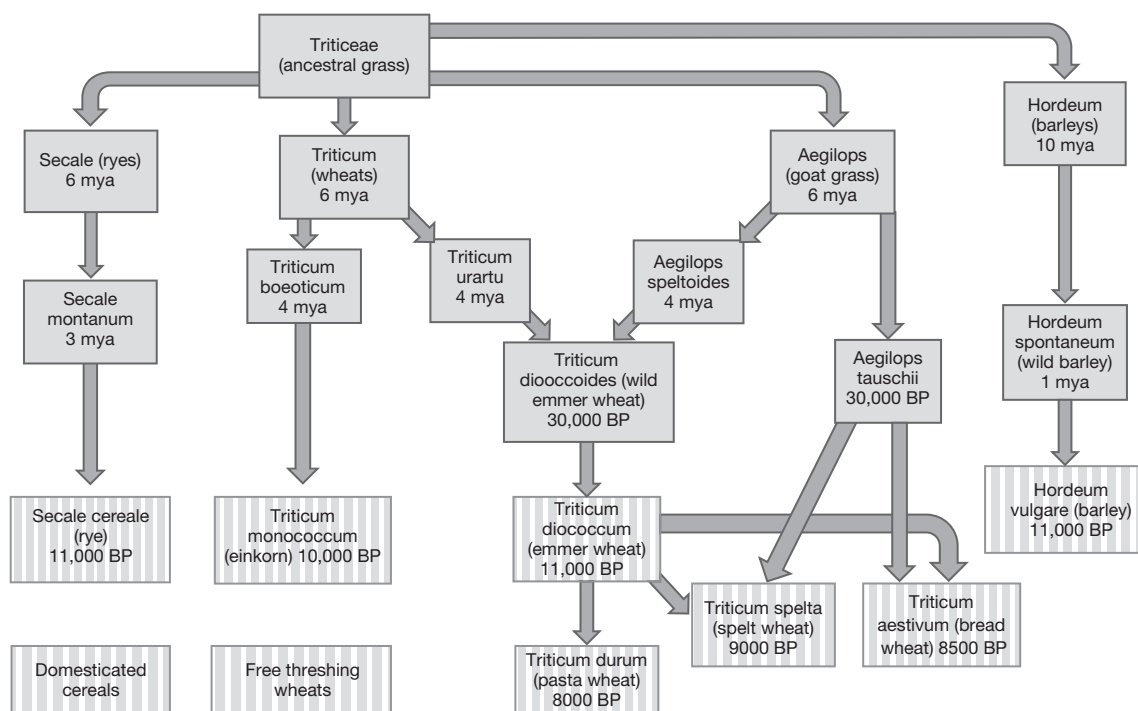 Triticeae
(ancestral grass)
Secale (ryes)
6 mya
Triticum
(wheats)
6 mya
Aegilops
(goat grass)
6 mya
Hordeum
(barleys)
10 mya
Secale
montanum
3 mya
Triticum
boeoticum
4 mya
Triticum
urartu
4 mya
Aegilops
speltoides
4 mya
Hordeum
spontaneum
(wild barley)
1 mya
Triticum
diooccoides (wild
emmer wheat)
30,000 BP
Aegilops
tauschii
30,000 BP
Secale cereale
(rye)
11,000 BP
Triticum
monococcum
(einkorn) 10,000 BP
Triticum
diococcum
(emmer wheat)
11,000 BP
Hordeum
vulgare (barley)
11,000 BP
Triticum spelta
(spelt wheat)
9000 BP
Triticum
aestivum (bread
wheat) 8500 BP
Domesticated
cereals
Free threshing
wheats
Triticum durum
(pasta wheat)
8000 BP